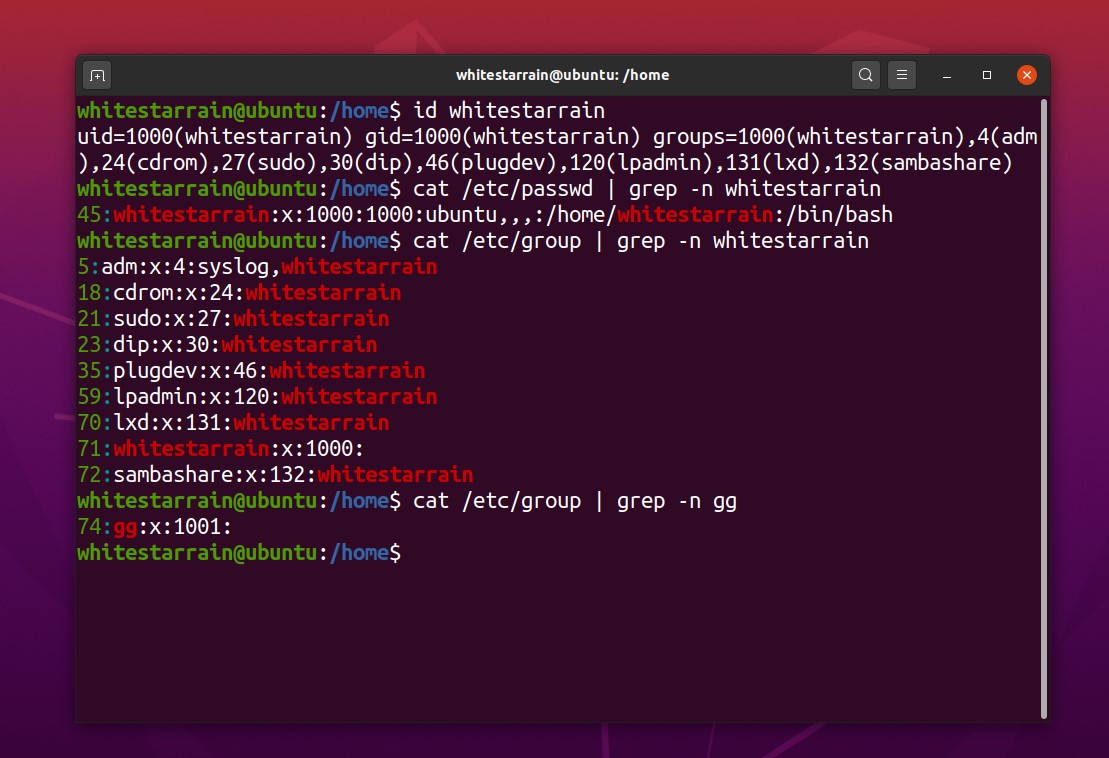 whitestarrain@ubuntu: /home
whitestarrain@ubuntu:/home$ id whitestarrain
uid=1000(whitestarrain) gid=1000(whitestarrain) groups=1000(whitestarrain),4(adm
),24(cdrom),27(sudo),30(dip),46(plugdev),120(lpadmin),131(lxd),132(sambashare)
whitestarrain@ubuntu:/home$ cat /etc/passwd | grep -n whitestarrain
45:whitestarrain:x:1000:1000:ubuntu,,,:/home/whitestarrain:/bin/bash
whitestarrain@ubuntu:/home$ cat /etc/group | grep -n whitestarrain
5:adm:x:4:syslog,whitestarrain
18:cdrom:x:24:whitestarrain
21:sudo:x:27:whitestarrain
23:dip:x:30:whitestarrain
35:plugdev:x:46:whitestarrain
59:lpadmin:x:120:whitestarrain
70:lxd:x:131:whitestarrain
71:whitestarrain:x:1000:
72:sambashare:x:132:whitestarrain
whitestarrain@ubuntu:/home$ cat /etc/group | grep -n gg
74:gg:x:1001:
whitestarrain@ubuntu:/home$